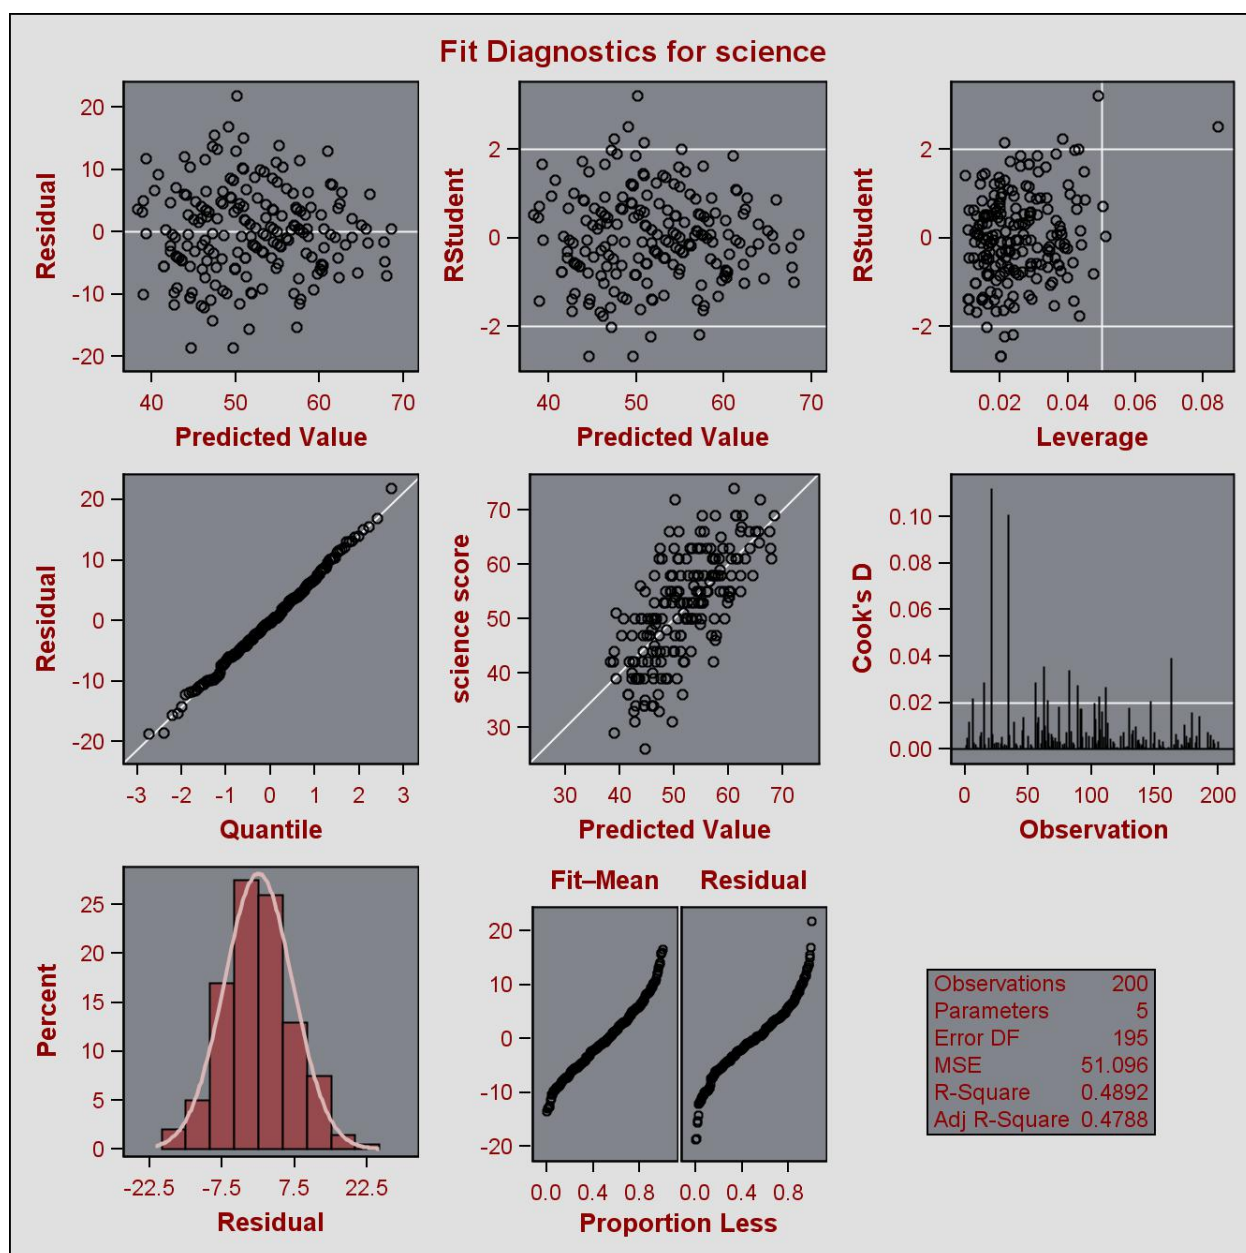 Fit Diagnostics for science
20
10
0
-10
-20
Residual
40 50 60 70
Predicted Value
2
0
-2
RStudent
40 50 60 70
Predicted Value
2
0
-2
RStudent
0.02 0.04 0.06 0.08
Leverage
20
10
0
-10
-20
Residual
-3 -2 -1 0 1 2 3
Quantile
70
60
50
40
30
science score
30 40 50 60 70
Predicted Value
0.10
0.08
0.06
0.04
0.02
0.00
Cook's D
0 50 100 150 200
Observation
25
20
15
10
5
0
Percent
-22.5 -7.5 7.5 22.5
Residual
Fit–Mean Residual
20
10
0
-10
-20
0.0 0.4 0.8 0.0 0.4 0.8
Proportion Less
Observations 200
Parameters 5
Error DF 195
MSE 51.096
R-Square 0.4892
Adj R-Square 0.4788